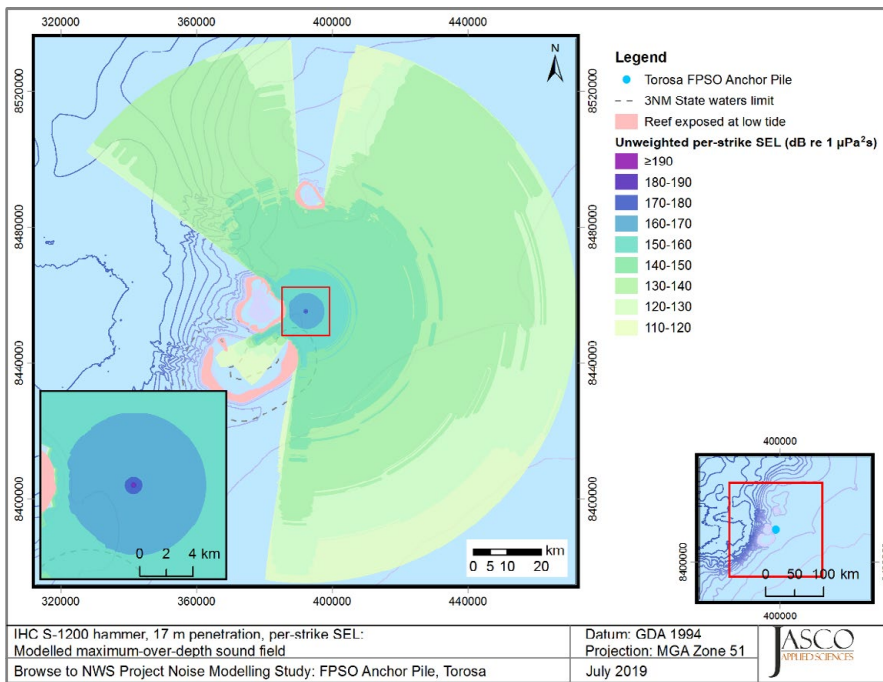 320000 360000 400000 440000
N
8520000
8480000
8440000
8400000
8520000
8480000
8440000
8400000
0 2 4 km
km
0 5 10 20
320000 360000 400000 440000
Legend
Torosa FPSO Anchor Pile
3NM State waters limit
Reef exposed at low tide
Unweighted per-strike SEL (dB re 1 µPa²s)
≥190
180-190
170-180
160-170
150-160
140-150
130-140
120-130
110-120
400000
8400000
0 50 100 km
400000
IHC S-1200 hammer, 17 m penetration, per-strike SEL:
Modelled maximum-over-depth sound field
Browse to NWS Project Noise Modelling Study: FPSO Anchor Pile, Torosa
Datum: GDA 1994
Projection: MGA Zone 51
July 2019
JASCO
APPLIED SCIENCES